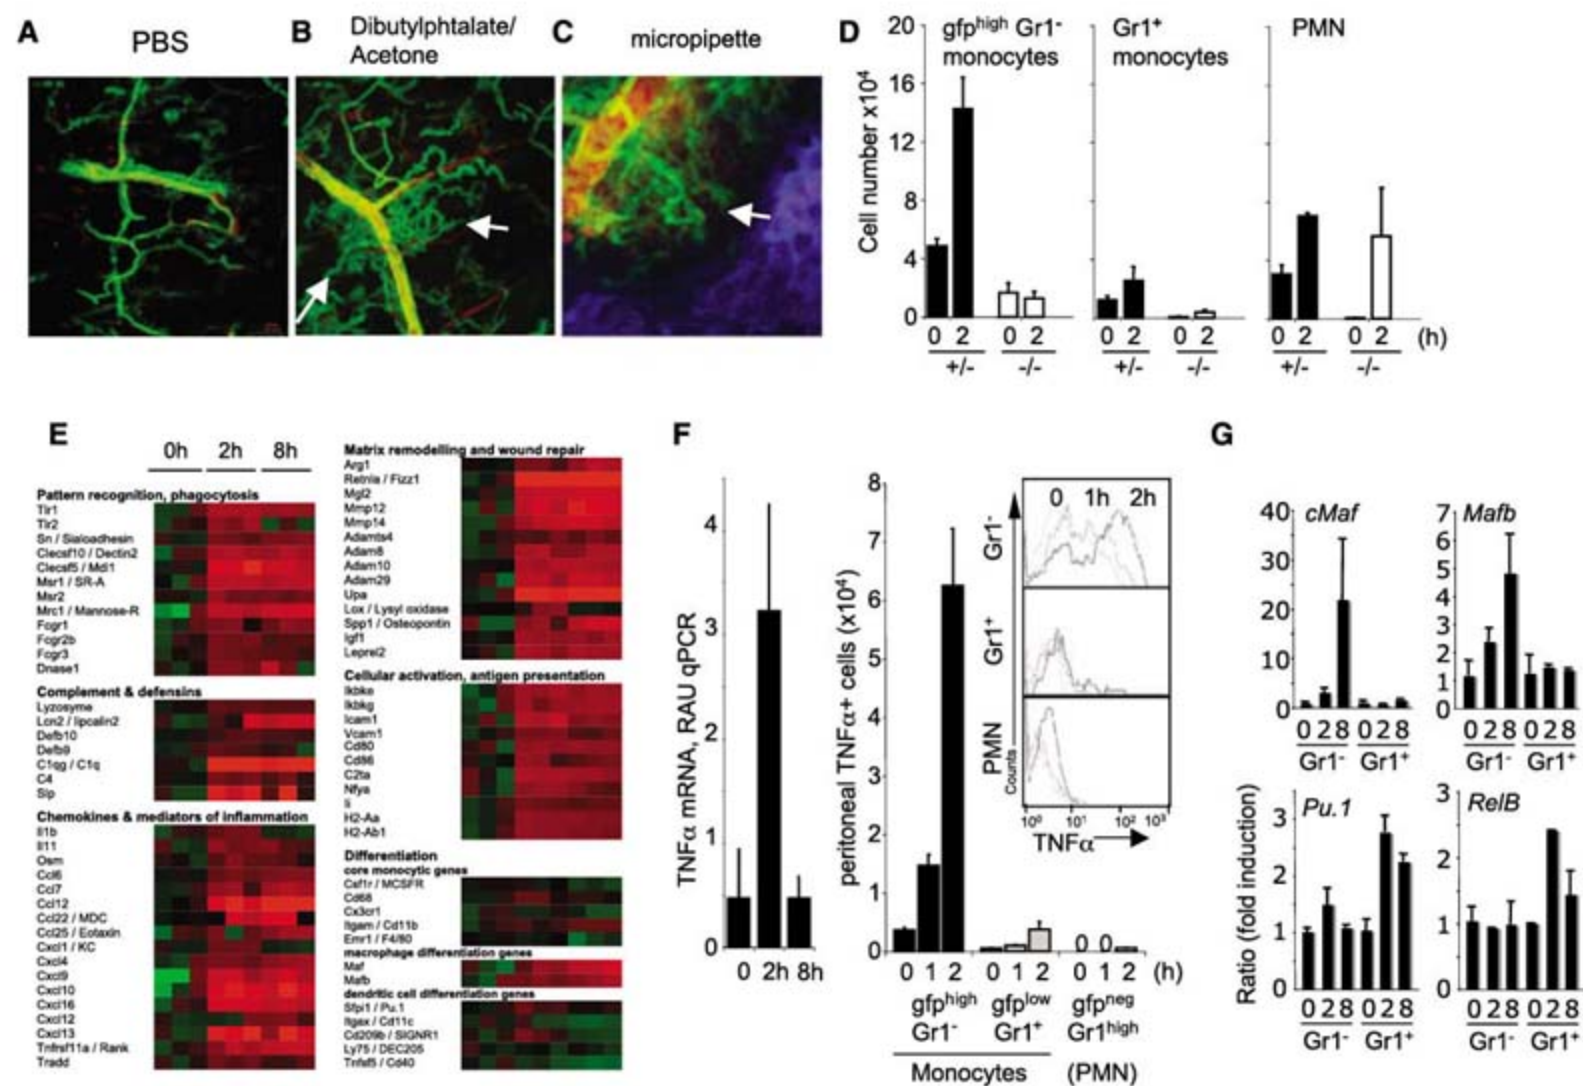 A
PBS
B
Dibutylphtalate/
Acetone
C
micropipette
D
Cell number x10⁴
20
16
12
8
4
0
gfpʰⁱᵍʰ Gr1⁻
monocytes
Gr1⁺
monocytes
PMN
0 2 0 2 0 2 0 2 0 2 0 2 (h)
+/- -/- +/- -/- +/- -/-
E
0h 2h 8h
Pattern recognition, phagocytosis
Tlr1
Tlr2
Sn / Sialoadhesin
Clecsf10 / Dectin2
Clecsf5 / Mdl1
Msr1 / SR-A
Msr2
Mrc1 / Mannose-R
Fcgr1
Fcgr2b
Fcgr3
Dnase1
Complement & defensins
Lyzosyme
Lcn2 / lipcalin2
Defb10
Defb9
C1qg / C1q
C4
Slp
Chemokines & mediators of inflammation
Il1b
Il11
Osm
Ccl6
Ccl7
Ccl12
Ccl22 / MDC
Ccl25 / Eotaxin
Cxcl1 / KC
Cxcl4
Cxcl9
Cxcl10
Cxcl16
Cxcl12
Cxcl13
Tnfrsf11a / Rank
Tradd
Matrix remodelling and wound repair
Arg1
Retnla / Fizz1
Mgl2
Mmp12
Mmp14
Adamts4
Adam8
Adam10
Adam29
Upa
Lox / Lysyl oxidase
Spp1 / Osteopontin
Igf1
Leprel2
Cellular activation, antigen presentation
Ikbke
Ikbkg
Icam1
Vcam1
Cd80
Cd86
C2ta
Nfya
Ii
H2-Aa
H2-Ab1
Differentiation
core monocytic genes
Csf1r / MCSFR
Cd68
Cx3cr1
Itgam / Cd11b
Emr1 / F4/80
macrophage differentiation genes
Maf
Mafb
dendritic cell differentiation genes
Sfpi1 / Pu.1
Itgax / Cd11c
Cd209b / SIGNR1
Ly75 / DEC205
Tnfsf5 / Cd40
F
TNFα mRNA, RAU qPCR
4
3
2
1
0
0 2h 8h
peritoneal TNFα+ cells (x10⁴)
8
7
6
5
4
3
2
1
0
0 1h 2h
Gr1⁻
Gr1⁺
PMN
Counts
10⁰ 10¹ 10² 10³
TNFα
0 0
0 1 2 0 1 2 0 1 2 (h)
gfpʰⁱᵍʰ gfpˡᵒʷ gfpⁿᵉᵍ
Gr1⁻ Gr1⁺ Gr1ʰⁱᵍʰ
Monocytes (PMN)
G
Ratio (fold induction)
cMaf
40
30
20
10
0
0 2 8 0 2 8
Gr1⁻ Gr1⁺
Mafb
7
6
5
4
3
2
1
0
0 2 8 0 2 8
Gr1⁻ Gr1⁺
Pu.1
3
2
1
0
0 2 8 0 2 8
Gr1⁻ Gr1⁺
RelB
3
2
1
0
0 2 8 0 2 8
Gr1⁻ Gr1⁺